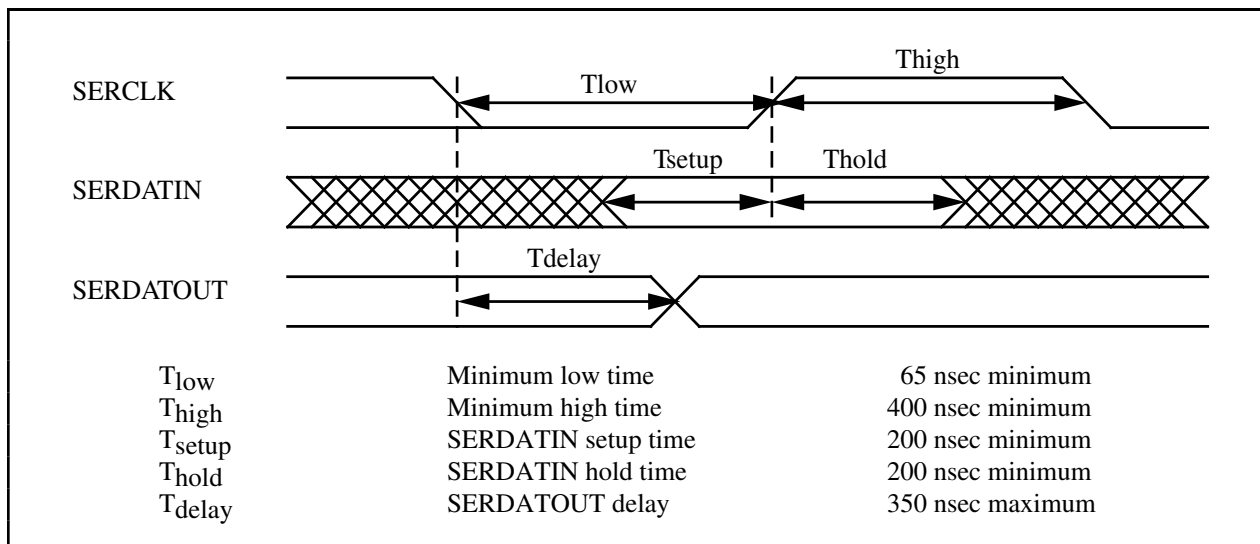 Thigh
SERCLK
Tlow
Tsetup
Thold
SERDATIN
Tdelay
SERDATOUT
Tlow Minimum low time 65 nsec minimum
Thigh Minimum high time 400 nsec minimum
Tsetup SERDATIN setup time 200 nsec minimum
Thold SERDATIN hold time 200 nsec minimum
Tdelay SERDATOUT delay 350 nsec maximum